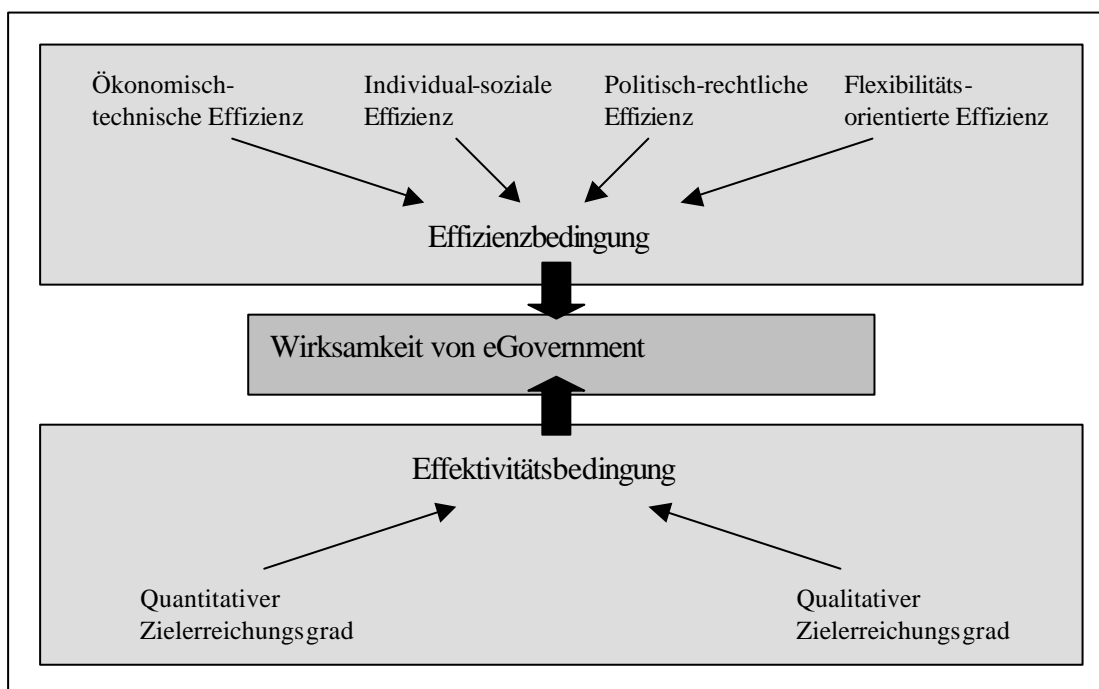 Ökonomisch-
technische Effizienz
Individual-soziale
Effizienz
Politisch-rechtliche
Effizienz
Flexibilitäts-
orientierte Effizienz
Effizienzbedingung
Wirksamkeit von eGovernment
Effektivitätsbedingung
Quantitativer
Zielerreichungsgrad
Qualitativer
Zielerreichungsgrad